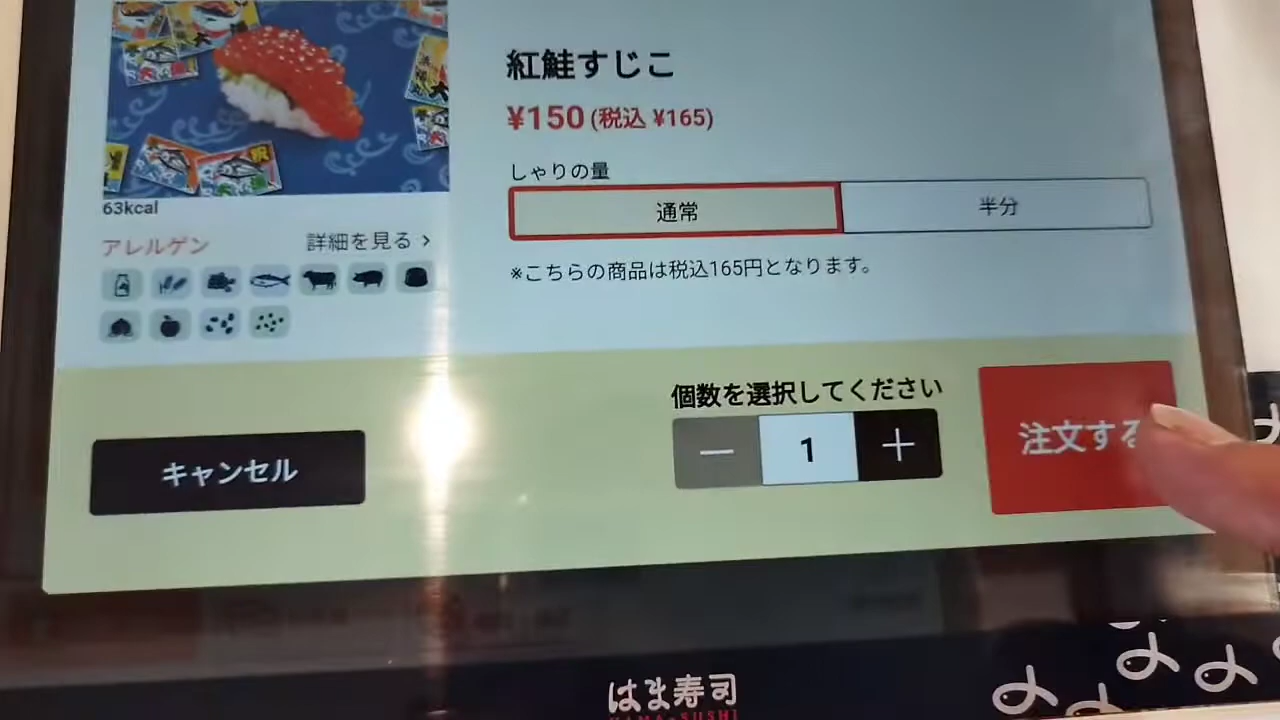 紅鮭すじこ
¥150(税込 ¥165)
しゃりの量
通常
半分
※こちらの商品は税込165円となります。
63kcal
アレルゲン
詳細を見る >
個数を選択してください
キャンセル
－
1
＋
注文する
はま寿司
HAMA-SUSHI